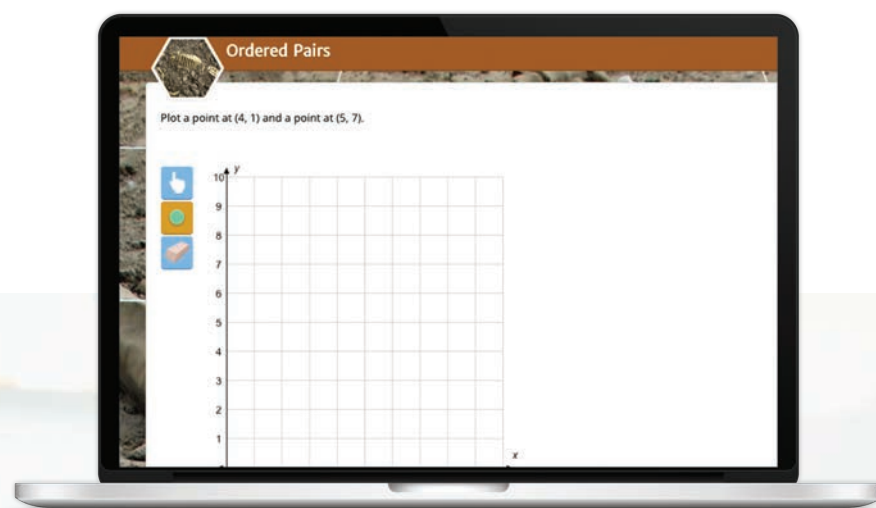 Ordered Pairs
Plot a point at (4, 1) and a point at (5, 7).
y
10
9
8
7
6
5
4
3
2
1
x